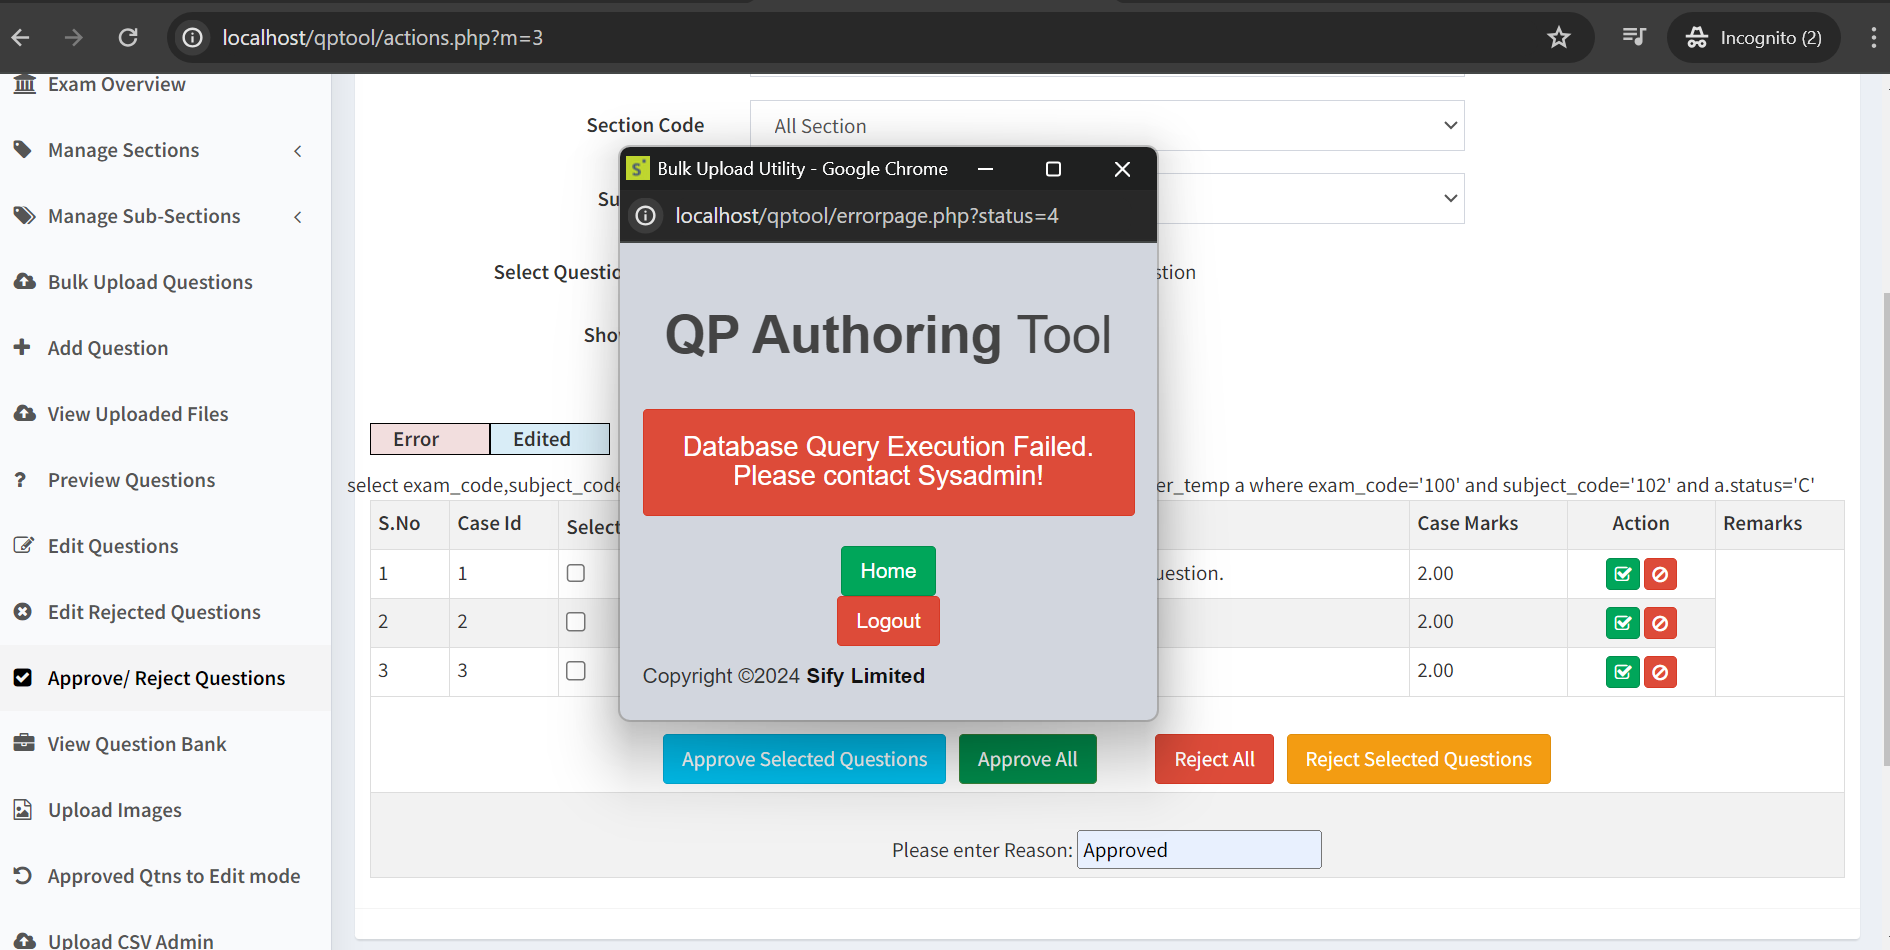 localhost/qptool/actions.php?m=3
Incognito (2)
Exam Overview
Manage Sections
Manage Sub-Sections
Bulk Upload Questions
Add Question
View Uploaded Files
Preview Questions
Edit Questions
Edit Rejected Questions
Approve/ Reject Questions
View Question Bank
Upload Images
Approved Qtns to Edit mode
Upload CSV Admin
Section Code
All Section
Su
Select Questio
stion
Sho
Error
Edited
select exam_code,subject_code
er_temp a where exam_code='100' and subject_code='102' and a.status='C'
S.No Case Id Select Case Marks Action Remarks
1 1 uestion. 2.00
2 2 2.00
3 3 2.00
Approve Selected Questions
Approve All
Reject All
Reject Selected Questions
Please enter Reason: Approved
Bulk Upload Utility - Google Chrome
localhost/qptool/errorpage.php?status=4
QP Authoring Tool
Database Query Execution Failed.
Please contact Sysadmin!
Home
Logout
Copyright ©2024 Sify Limited